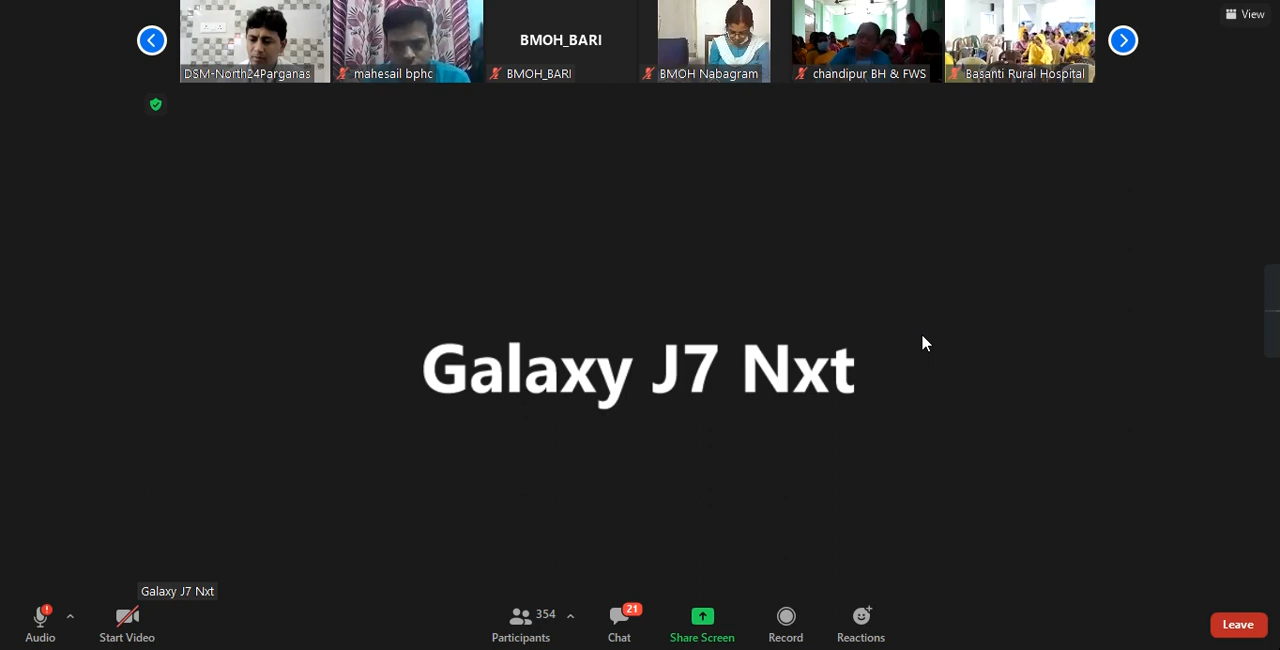 View
BMOH_BARI
DSM-North24Parganas
mahesail bphc
BMOH_BARI
BMOH Nabagram
chandipur BH & FWS
Basanti Rural Hospital
Galaxy J7 Nxt
Galaxy J7 Nxt
354
21
Audio
Start Video
Participants
Chat
Share Screen
Record
Reactions
Leave